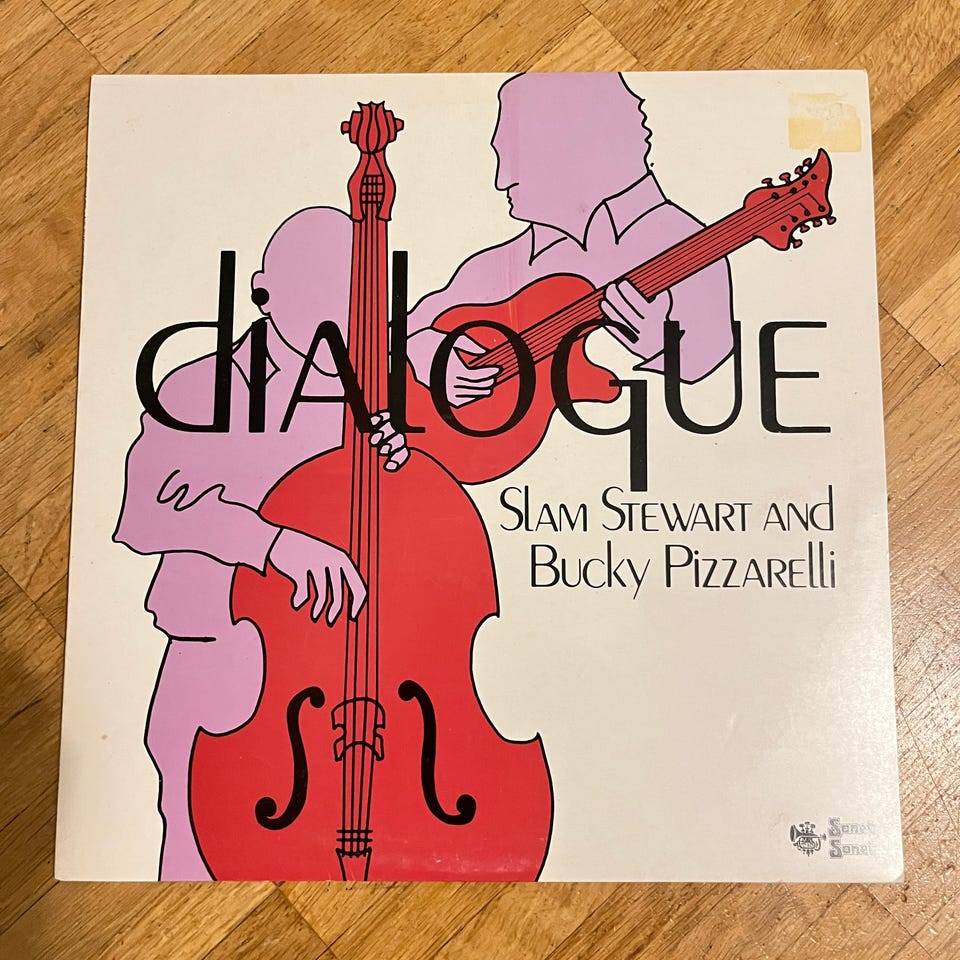 dIALOGUE
SlAM STEWART ANd
BUCKy PIZZAREllI
Sonet
Sonet